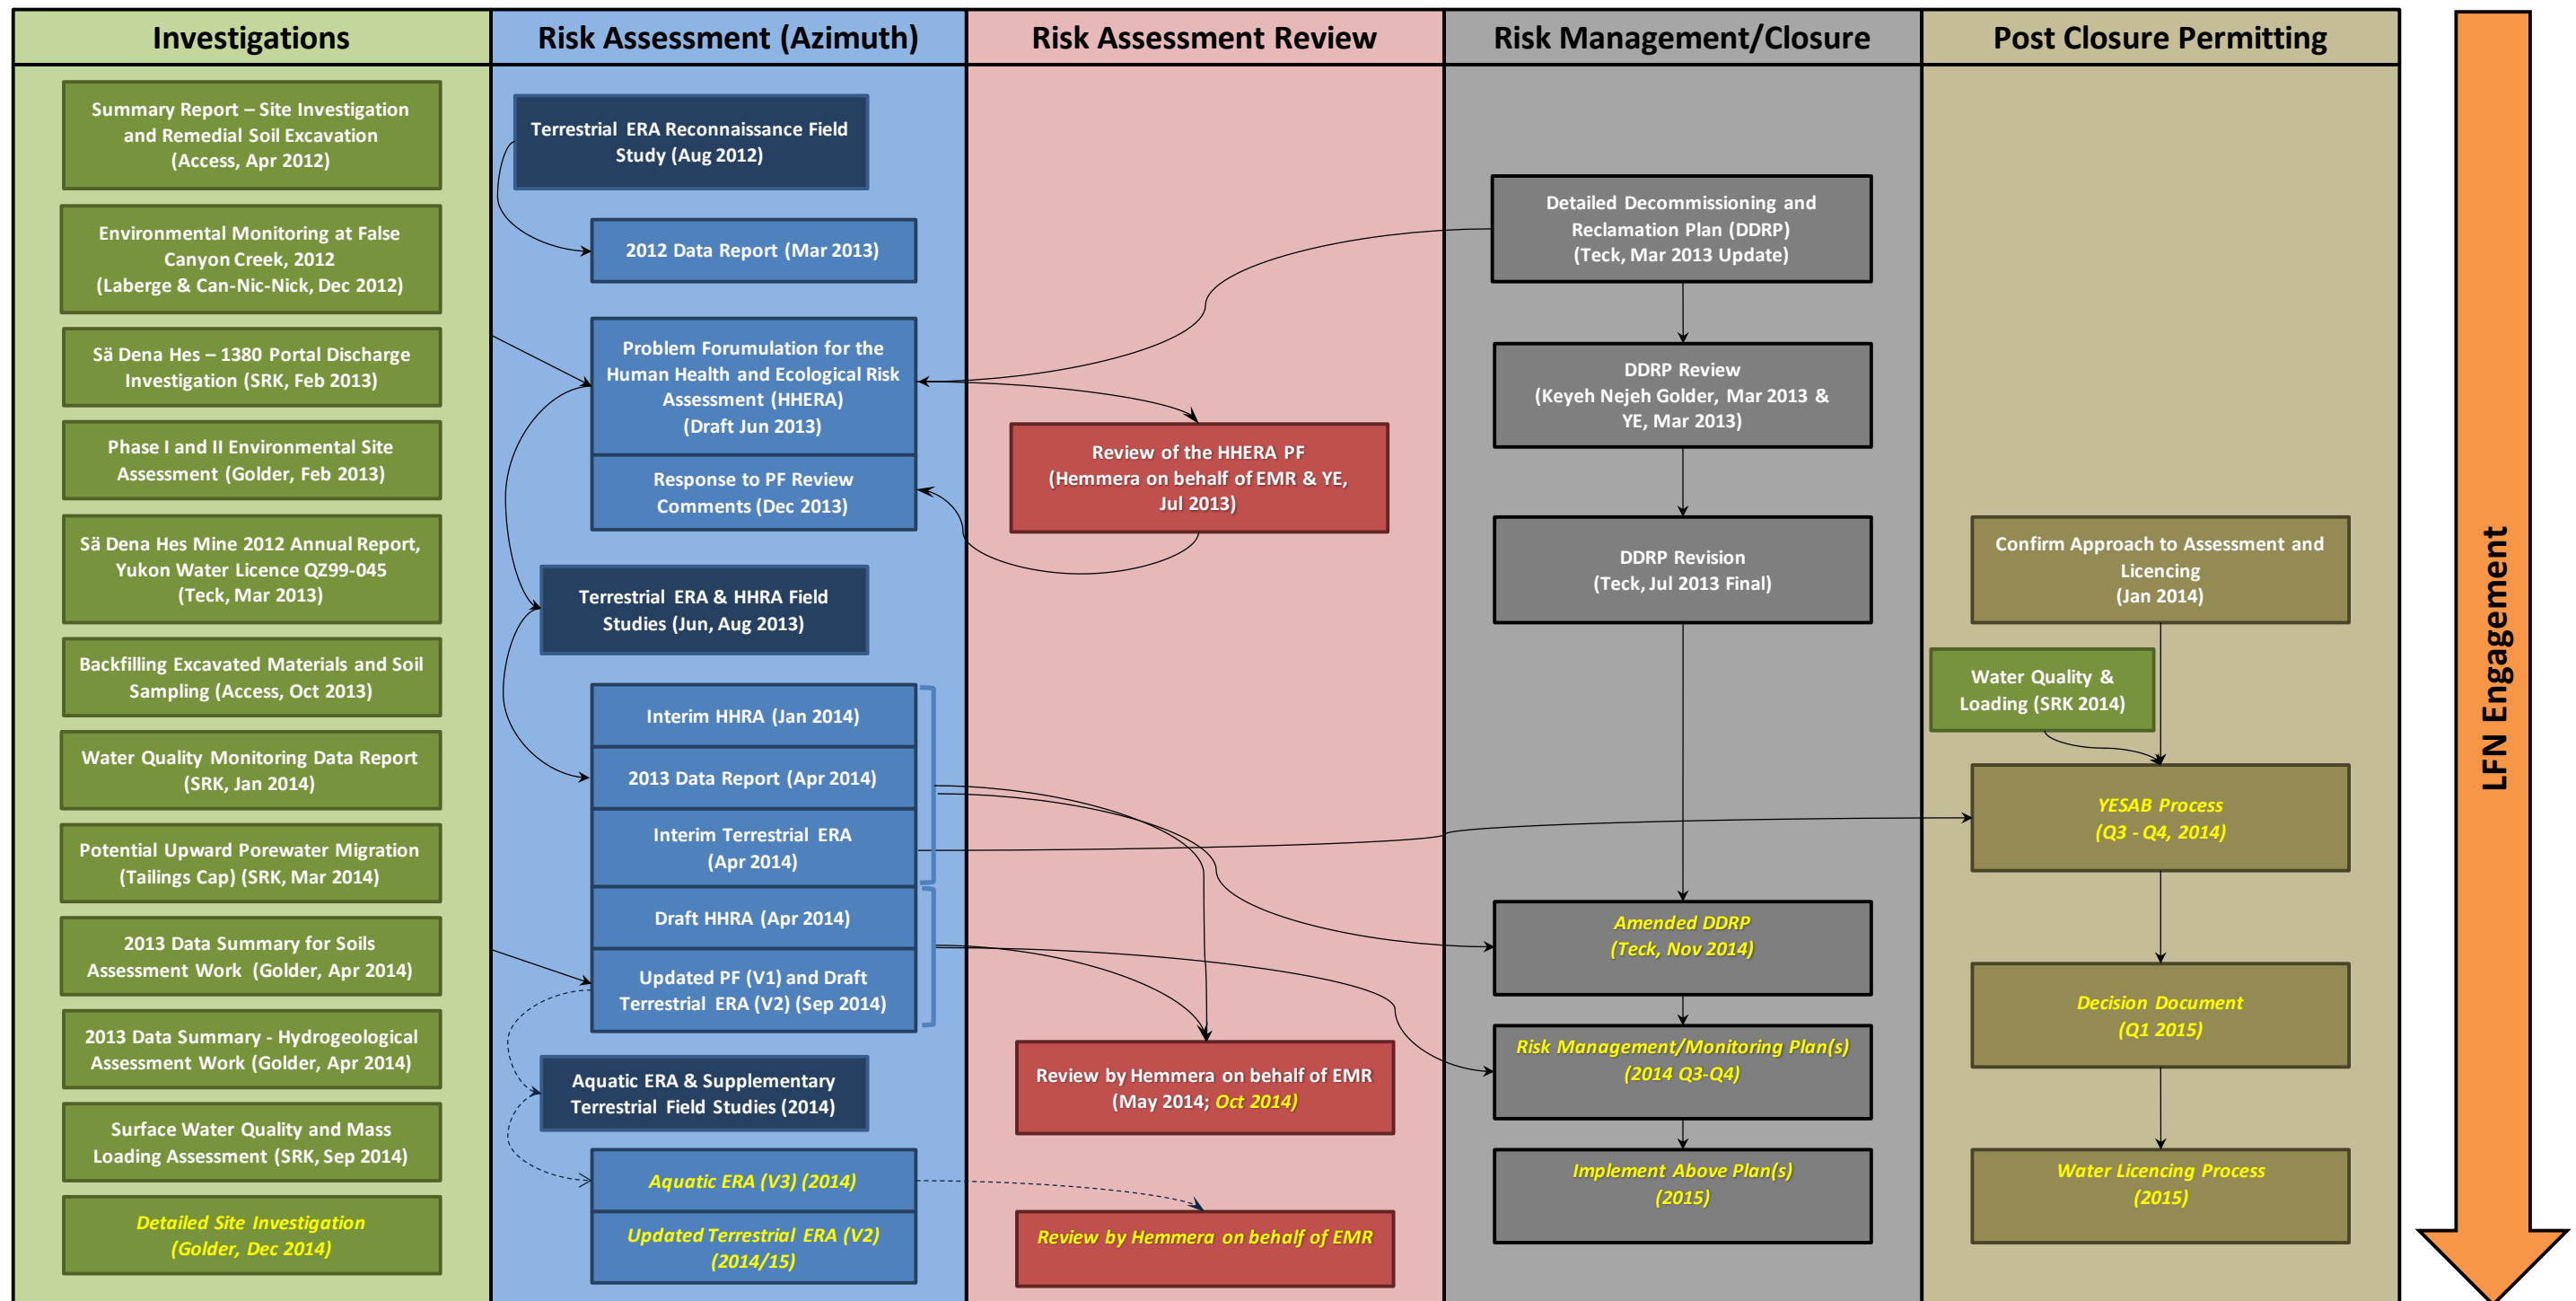 Investigations
Summary Report – Site Investigation
and Remedial Soil Excavation
(Access, Apr 2012)
Environmental Monitoring at False
Canyon Creek, 2012
(Laberge & Can-Nic-Nick, Dec 2012)
Sä Dena Hes – 1380 Portal Discharge
Investigation (SRK, Feb 2013)
Phase I and II Environmental Site
Assessment (Golder, Feb 2013)
Sä Dena Hes Mine 2012 Annual Report,
Yukon Water Licence QZ99-045
(Teck, Mar 2013)
Backfilling Excavated Materials and Soil
Sampling (Access, Oct 2013)
Water Quality Monitoring Data Report
(SRK, Jan 2014)
Potential Upward Porewater Migration
(Tailings Cap) (SRK, Mar 2014)
2013 Data Summary for Soils
Assessment Work (Golder, Apr 2014)
2013 Data Summary - Hydrogeological
Assessment Work (Golder, Apr 2014)
Surface Water Quality and Mass
Loading Assessment (SRK, Sep 2014)
Detailed Site Investigation
(Golder, Dec 2014)
Risk Assessment (Azimuth)
Terrestrial ERA Reconnaissance Field
Study (Aug 2012)
2012 Data Report (Mar 2013)
Problem Forumulation for the
Human Health and Ecological Risk
Assessment (HHERA)
(Draft Jun 2013)
Response to PF Review
Comments (Dec 2013)
Terrestrial ERA & HHRA Field
Studies (Jun, Aug 2013)
Interim HHRA (Jan 2014)
2013 Data Report (Apr 2014)
Interim Terrestrial ERA
(Apr 2014)
Draft HHRA (Apr 2014)
Updated PF (V1) and Draft
Terrestrial ERA (V2) (Sep 2014)
Aquatic ERA & Supplementary
Terrestrial Field Studies (2014)
Aquatic ERA (V3) (2014)
Updated Terrestrial ERA (V2)
(2014/15)
Risk Assessment Review
Review of the HHERA PF
(Hemmera on behalf of EMR & YE,
Jul 2013)
Review by Hemmera on behalf of EMR
(May 2014; Oct 2014)
Review by Hemmera on behalf of EMR
Risk Management/Closure
Detailed Decommissioning and
Reclamation Plan (DDRP)
(Teck, Mar 2013 Update)
DDRP Review
(Keyeh Nejeh Golder, Mar 2013 &
YE, Mar 2013)
DDRP Revision
(Teck, Jul 2013 Final)
Amended DDRP
(Teck, Nov 2014)
Risk Management/Monitoring Plan(s)
(2014 Q3-Q4)
Implement Above Plan(s)
(2015)
Post Closure Permitting
Confirm Approach to Assessment and
Licencing
(Jan 2014)
Water Quality &
Loading (SRK 2014)
YESAB Process
(Q3 - Q4, 2014)
Decision Document
(Q1 2015)
Water Licencing Process
(2015)
LFN Engagement